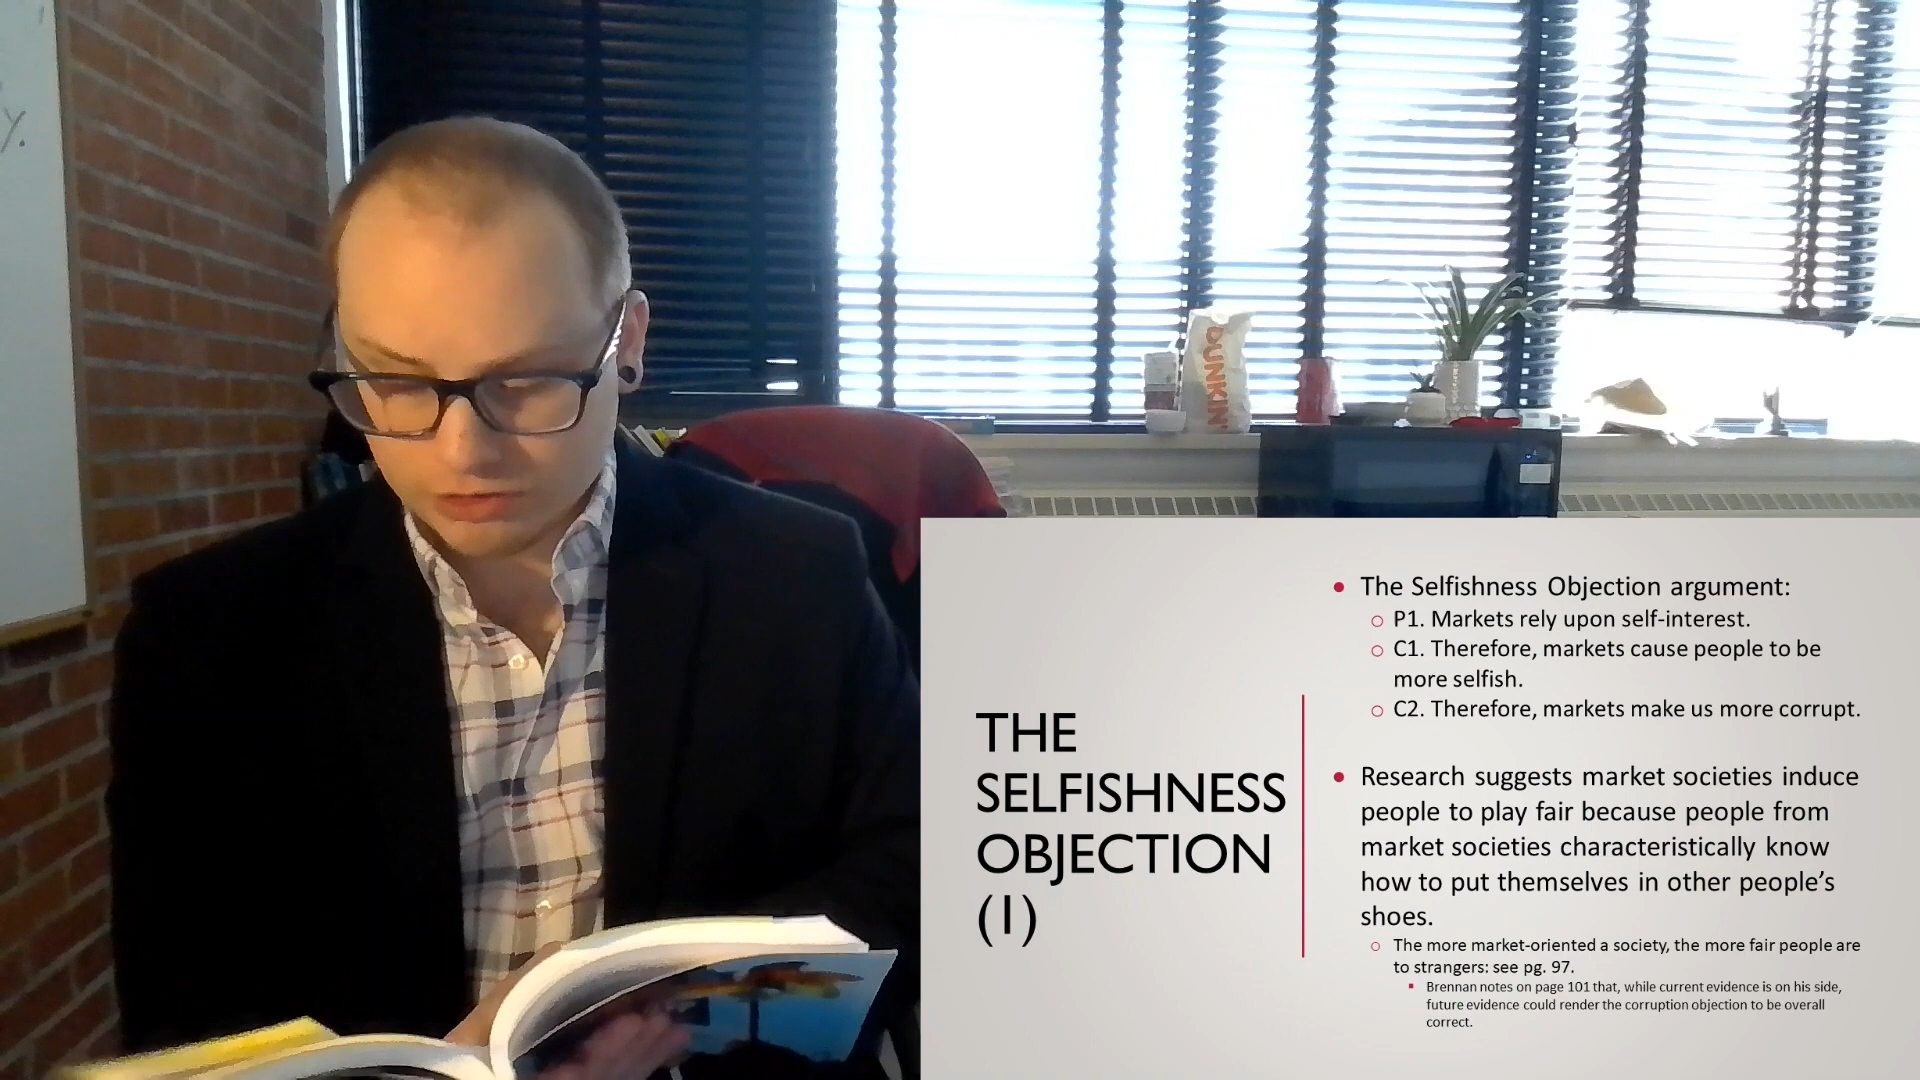 y.
DUNKIN'
THE
SELFISHNESS
OBJECTION
(I)
• The Selfishness Objection argument:
○ P1. Markets rely upon self-interest.
○ C1. Therefore, markets cause people to be
more selfish.
○ C2. Therefore, markets make us more corrupt.
• Research suggests market societies induce
people to play fair because people from
market societies characteristically know
how to put themselves in other people’s
shoes.
○ The more market-oriented a society, the more fair people are
to strangers: see pg. 97.
▪ Brennan notes on page 101 that, while current evidence is on his side,
future evidence could render the corruption objection to be overall
correct.